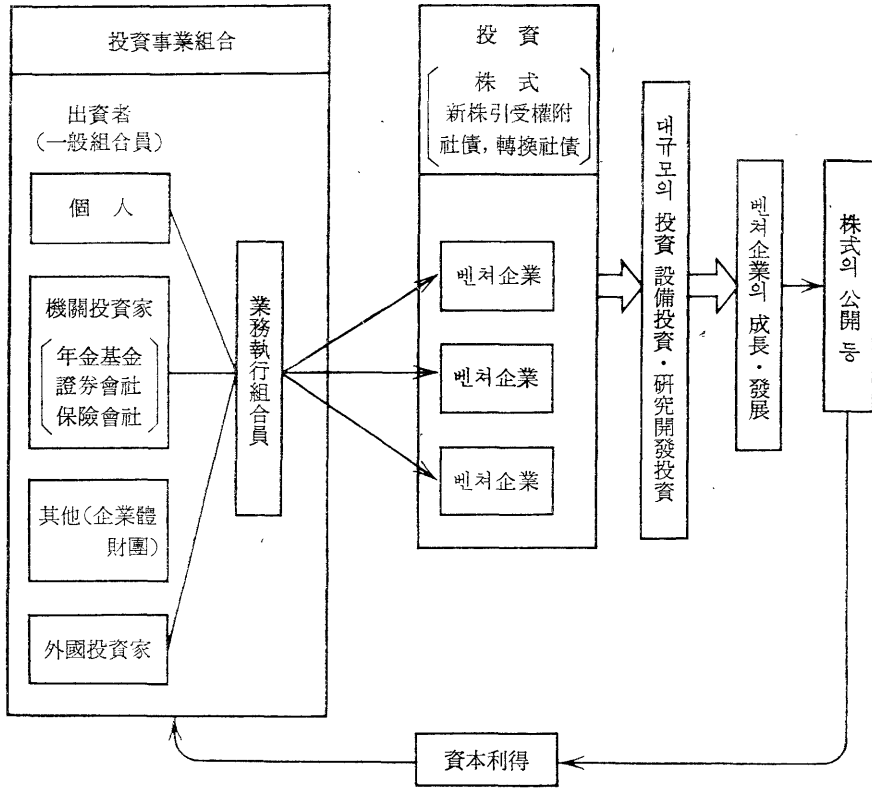 投資事業組合
出資者
(一般組合員)
個 人
機關投資家
年金基金
證券會社
保險會社
其他(企業體
財團)
外國投資家
業務執行組合員
投 資
株 式
新株引受權附
社債, 轉換社債
벤쳐企業
벤쳐企業
벤쳐企業
대규모의 投資 設備投資·硏究開發投資
벤쳐企業의 成長·發展
株式의 公開 등
資本利得